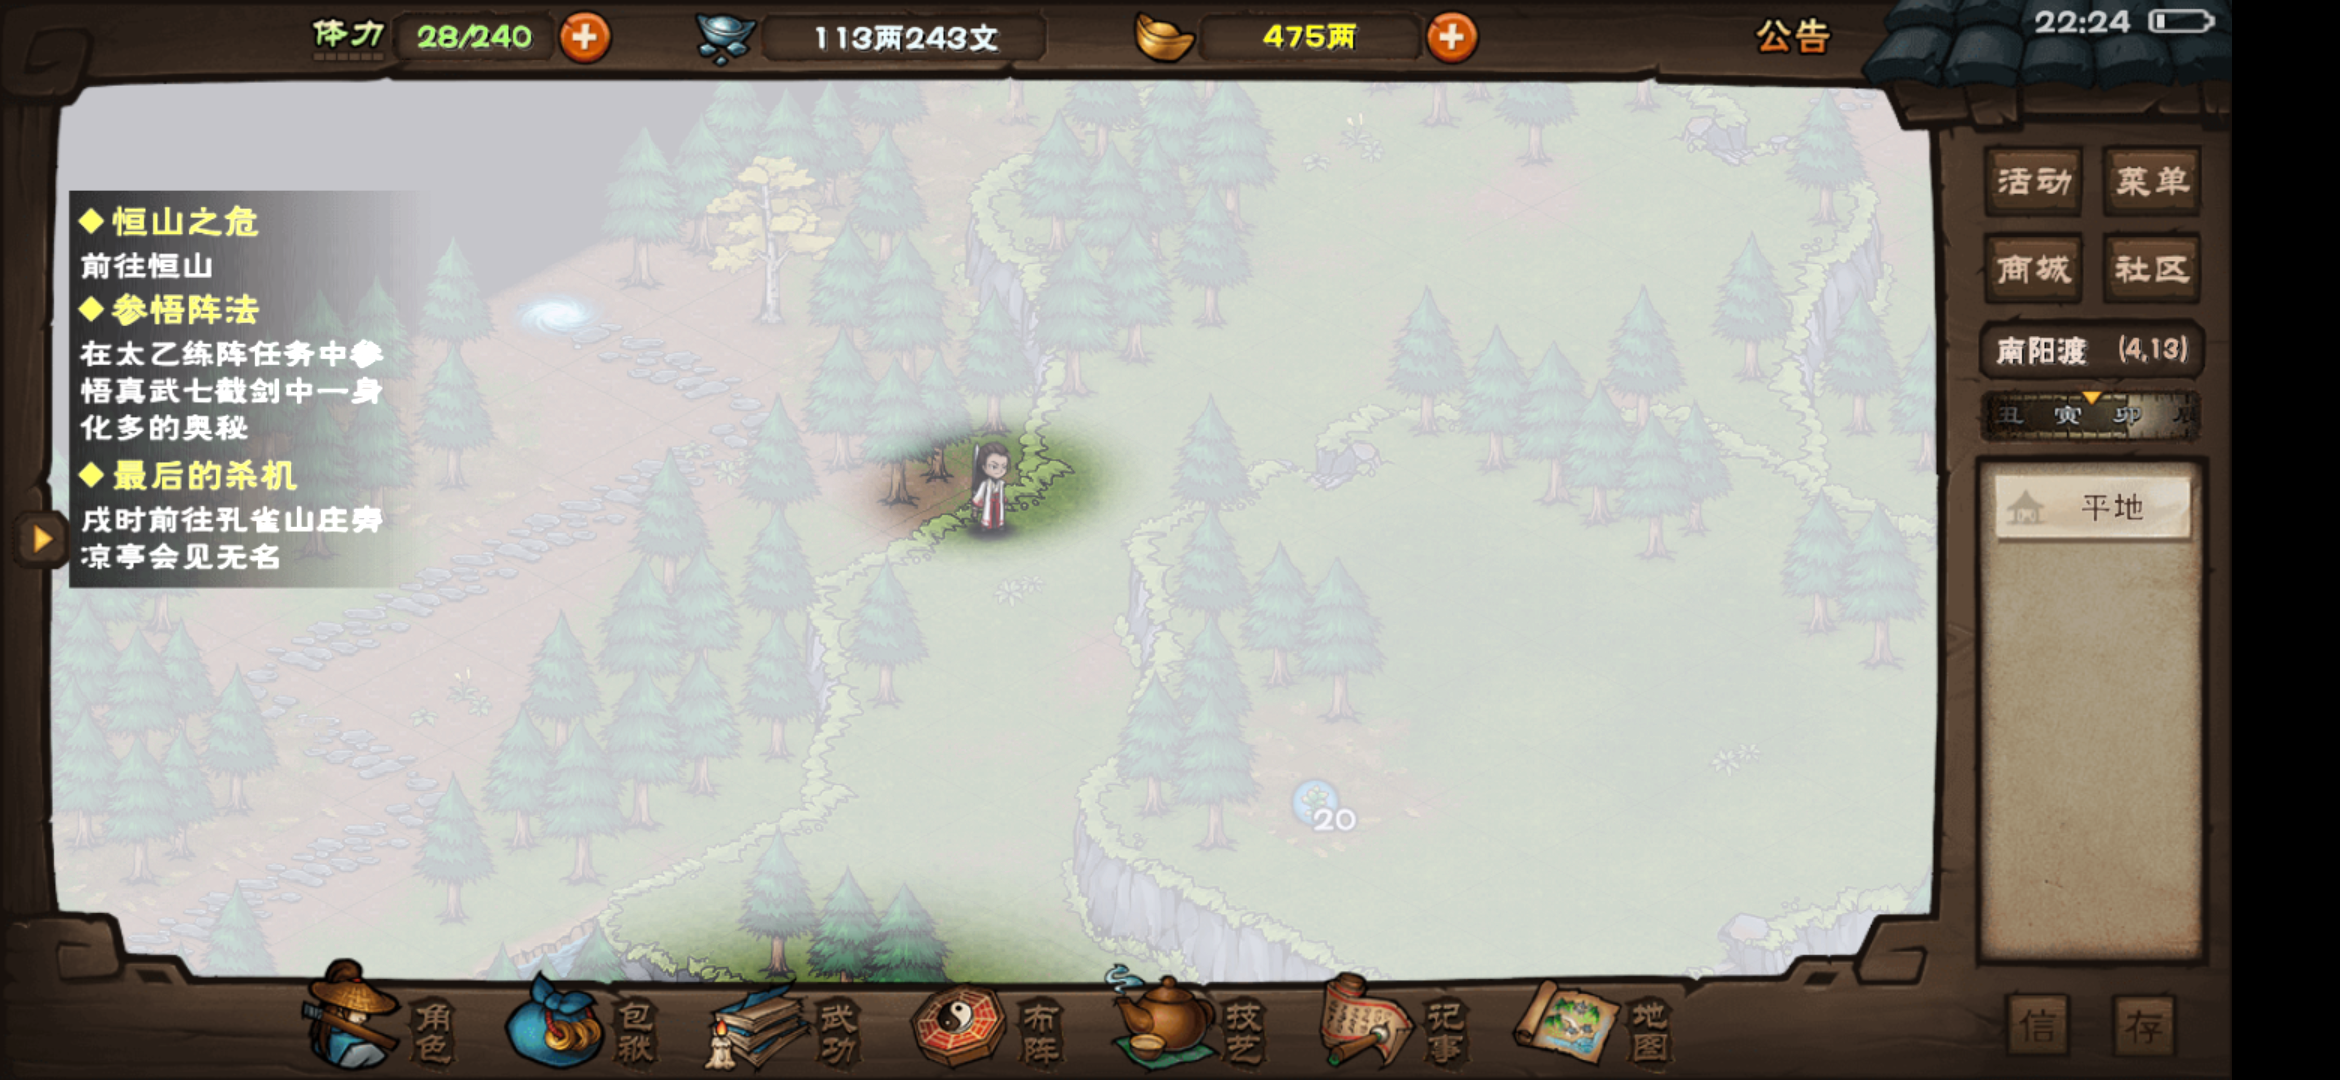 体力 28/240 113两243文 475两 公告 22:24
◆恒山之危
前往恒山
◆参悟阵法
在太乙练阵任务中参
悟真武七截剑中一身
化多的奥秘
◆最后的杀机
戌时前往孔雀山庄旁
凉亭会见无名
活动 菜单
商城 社区
南阳渡 (4,13)
丑 寅 卯
平地
20
角色 包袱 武功 布阵 技艺 记事 地图
信 存